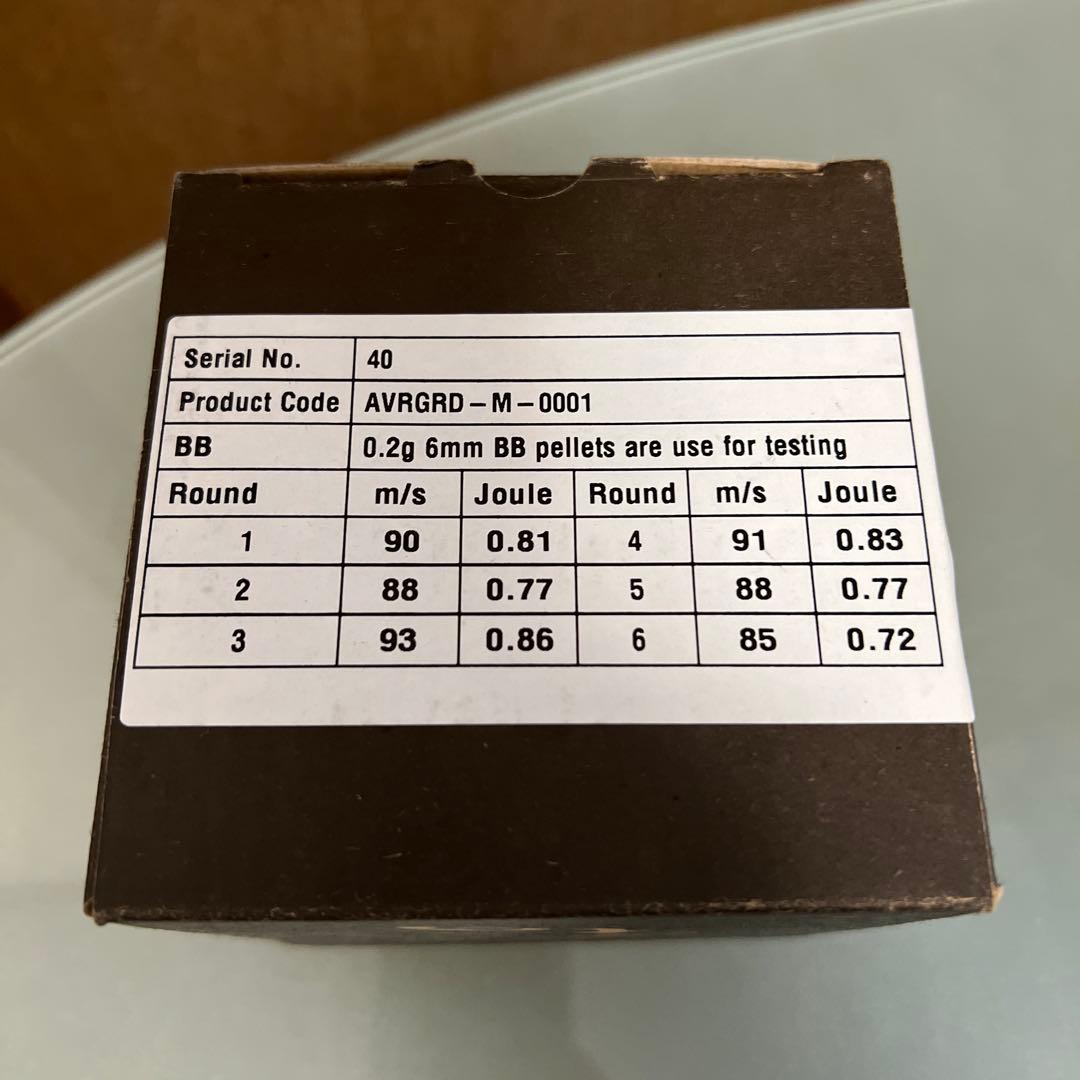 Serial No. 40
Product Code AVRGRD-M-0001
BB 0.2g 6mm BB pellets are use for testing
Round m/s Joule Round m/s Joule
1 90 0.81 4 91 0.83
2 88 0.77 5 88 0.77
3 93 0.86 6 85 0.72